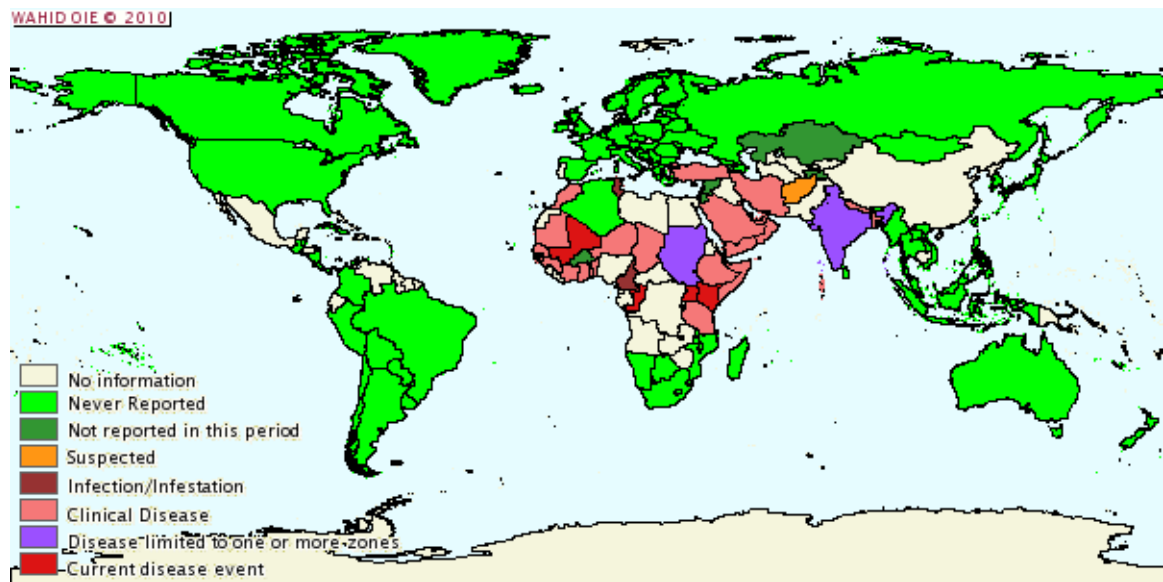 WAHID OIE © 2010
No information
Never Reported
Not reported in this period
Suspected
Infection/Infestation
Clinical Disease
Disease limited to one or more zones
Current disease event